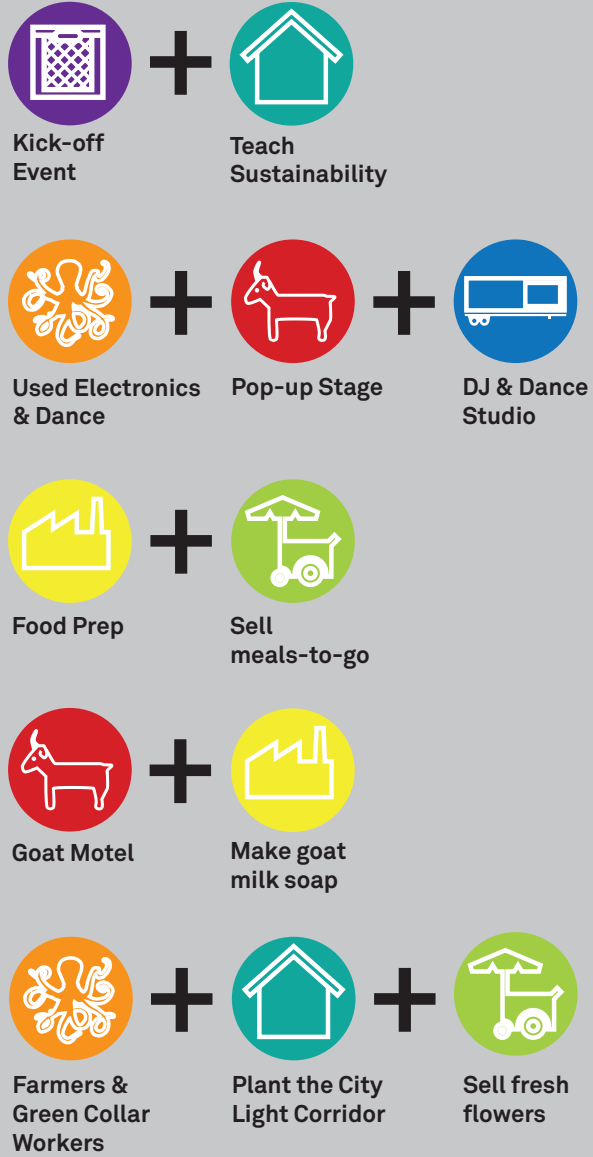 Kick-off
Event
Teach
Sustainability
Used Electronics
& Dance
Pop-up Stage
DJ & Dance
Studio
Food Prep
Sell
meals-to-go
Goat Motel
Make goat
milk soap
Farmers &
Green Collar
Workers
Plant the City
Light Corridor
Sell fresh
flowers